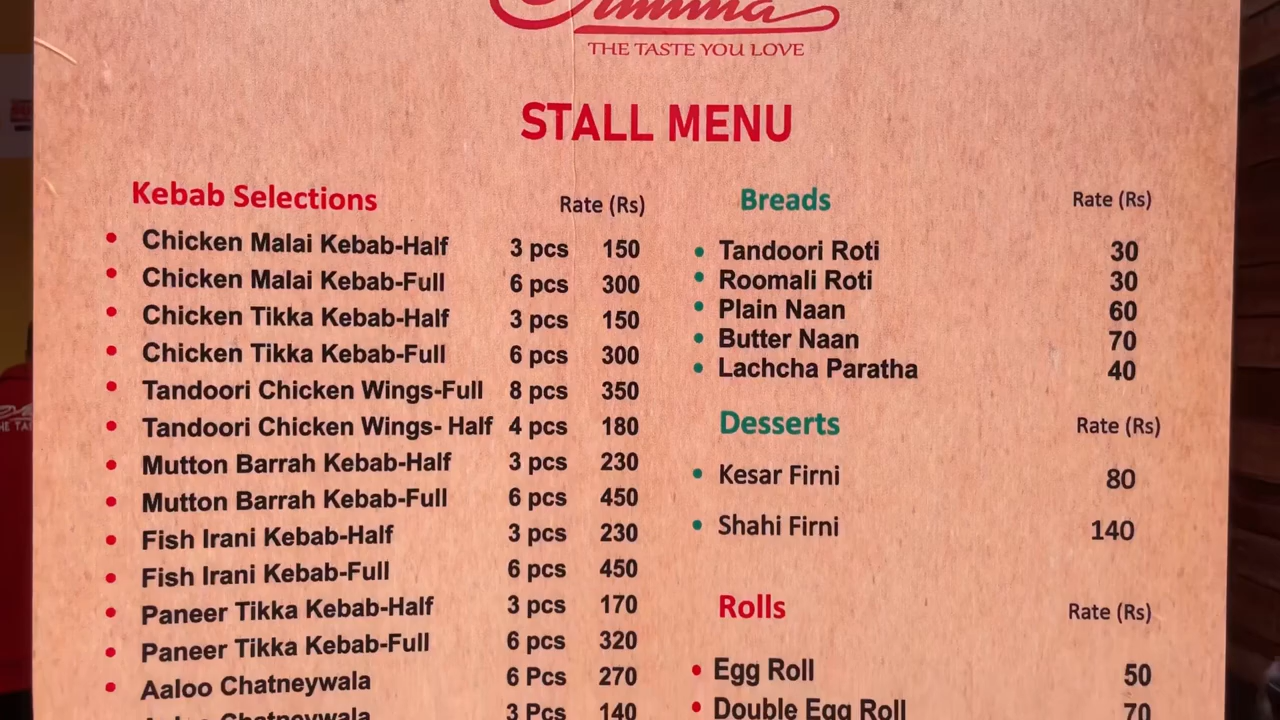 THE TASTE YOU LOVE
STALL MENU
Kebab Selections Rate (Rs)
• Chicken Malai Kebab-Half 3 pcs 150
• Chicken Malai Kebab-Full 6 pcs 300
• Chicken Tikka Kebab-Half 3 pcs 150
• Chicken Tikka Kebab-Full 6 pcs 300
• Tandoori Chicken Wings-Full 8 pcs 350
• Tandoori Chicken Wings- Half 4 pcs 180
• Mutton Barrah Kebab-Half 3 pcs 230
• Mutton Barrah Kebab-Full 6 pcs 450
• Fish Irani Kebab-Half 3 pcs 230
• Fish Irani Kebab-Full 6 pcs 450
• Paneer Tikka Kebab-Half 3 pcs 170
• Paneer Tikka Kebab-Full 6 pcs 320
• Aaloo Chatneywala 6 Pcs 270
Aaloo Chatneywala 3 Pcs 140
Breads Rate (Rs)
• Tandoori Roti 30
• Roomali Roti 30
• Plain Naan 60
• Butter Naan 70
• Lachcha Paratha 40
Desserts Rate (Rs)
• Kesar Firni 80
• Shahi Firni 140
Rolls Rate (Rs)
• Egg Roll 50
• Double Egg Roll 70